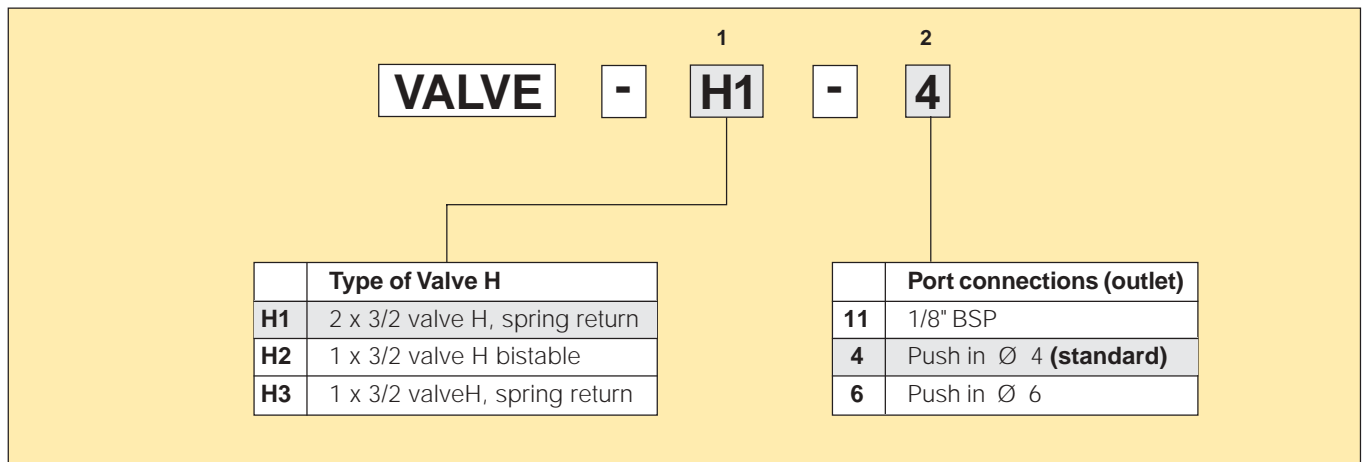 1 2
VALVE - H1 - 4
Type of Valve H
H1 2 x 3/2 valve H, spring return
H2 1 x 3/2 valve H bistable
H3 1 x 3/2 valveH, spring return
Port connections (outlet)
11 1/8" BSP
4 Push in Ø 4 (standard)
6 Push in Ø 6